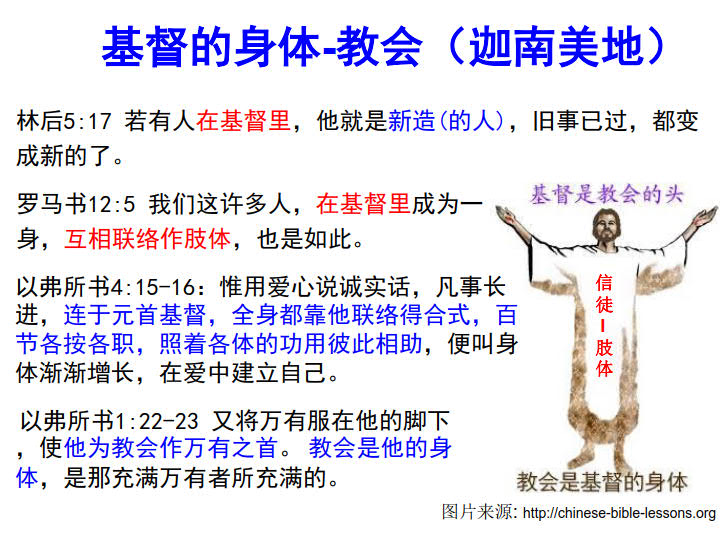 基督的身体-教会（迦南美地）
林后5:17 若有人在基督里，他就是新造(的人)，旧事已过，都变
成新的了。
罗马书12:5 我们这许多人，在基督里成为一
身，互相联络作肢体，也是如此。
以弗所书4:15-16：惟用爱心说诚实话，凡事长
进，连于元首基督，全身都靠他联络得合式，百
节各按各职，照着各体的功用彼此相助，便叫身
体渐渐增长，在爱中建立自己。
以弗所书1:22-23 又将万有服在他的脚下
，使他为教会作万有之首。 教会是他的身
体，是那充满万有者所充满的。
基督是教会的头
信
徒
I
肢
体
教会是基督的身体
图片来源: http://chinese-bible-lessons.org